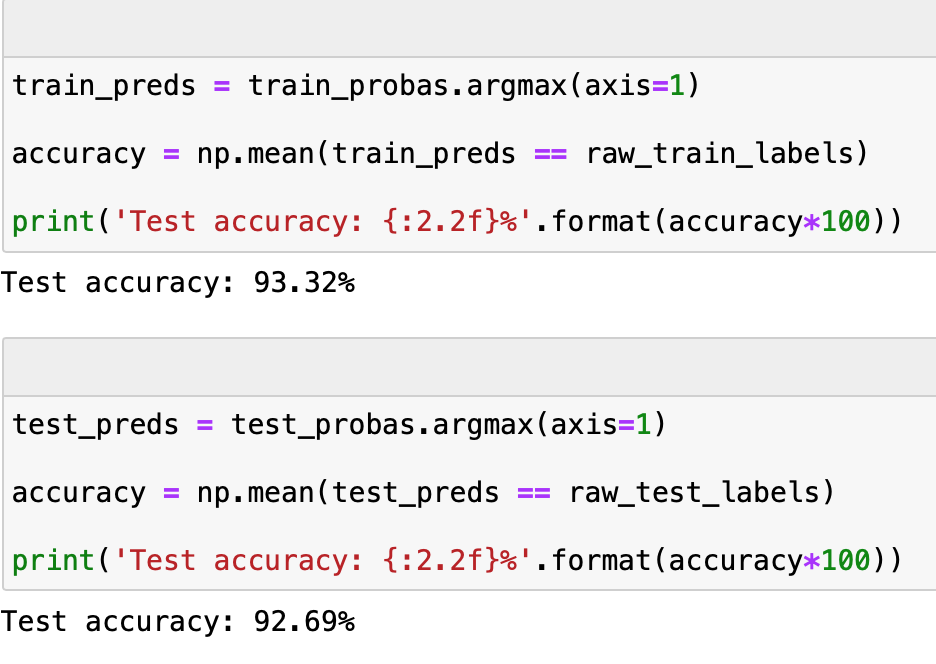 train_preds = train_probas.argmax(axis=1)
accuracy = np.mean(train_preds == raw_train_labels)
print('Test accuracy: {:2.2f}%'.format(accuracy*100))
Test accuracy: 93.32%
test_preds = test_probas.argmax(axis=1)
accuracy = np.mean(test_preds == raw_test_labels)
print('Test accuracy: {:2.2f}%'.format(accuracy*100))
Test accuracy: 92.69%